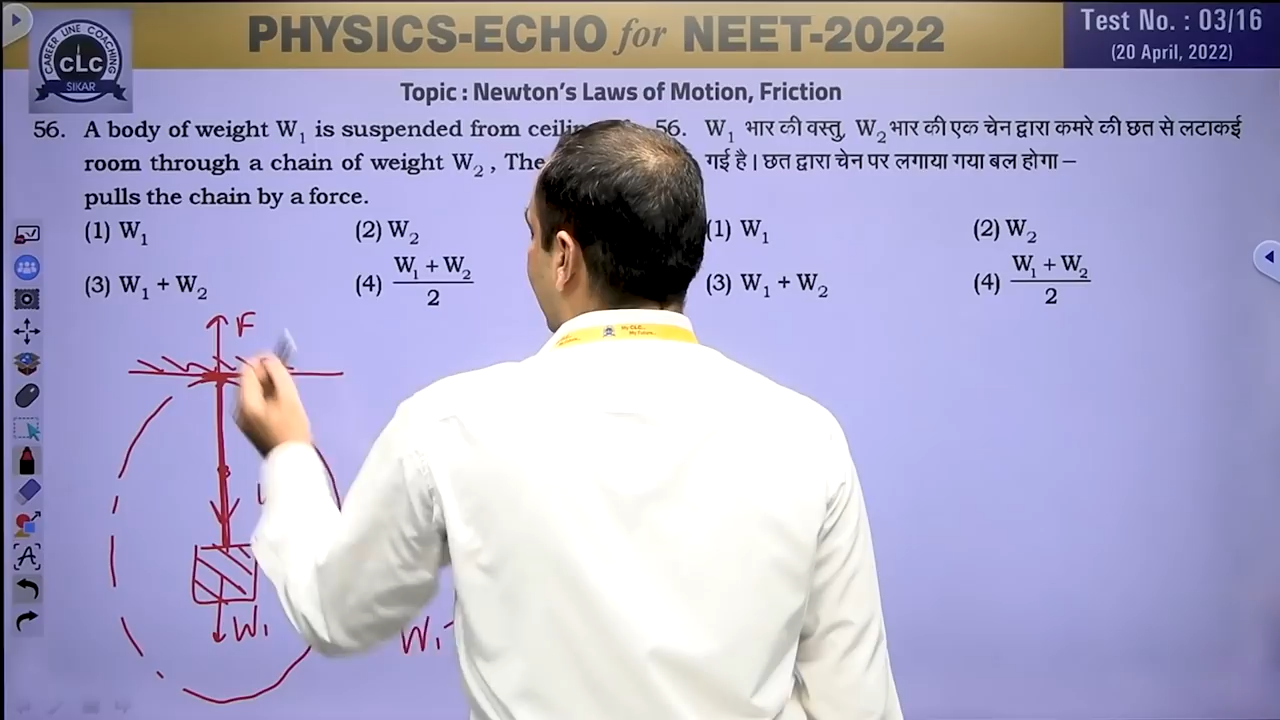 PHYSICS-ECHO for NEET-2022
Test No. : 03/16
(20 April, 2022)
CAREER LINE COACHING
CLC
SIKAR
Topic : Newton's Laws of Motion, Friction
56. A body of weight W₁ is suspended from
room through a chain of weight W₂, The
pulls the chain by a force.
(1) W₁ (2) W₂
(3) W₁ + W₂ (4) W₁ + W₂ / 2
56. W₁ भार की वस्तु, W₂ भार की एक चेन द्वारा कमरे की छत से लटकाई
गई है। छत द्वारा चेन पर लगाया गया बल होगा –
(1) W₁ (2) W₂
(3) W₁ + W₂ (4) W₁ + W₂ / 2
F
W₁
W₁
A